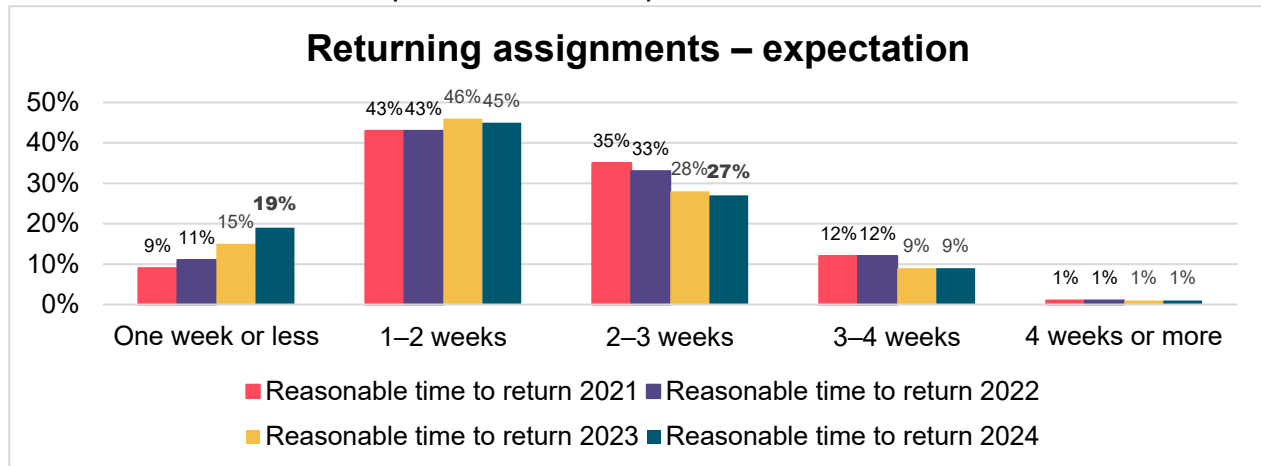 Returning assignments – expectation
50%
40%
30%
20%
10%
0%
9% 11% 15% 19%
43% 43% 46% 45%
35% 33% 28% 27%
12% 12% 9% 9%
1% 1% 1% 1%
One week or less 1–2 weeks 2–3 weeks 3–4 weeks 4 weeks or more
Reasonable time to return 2021 Reasonable time to return 2022
Reasonable time to return 2023 Reasonable time to return 2024